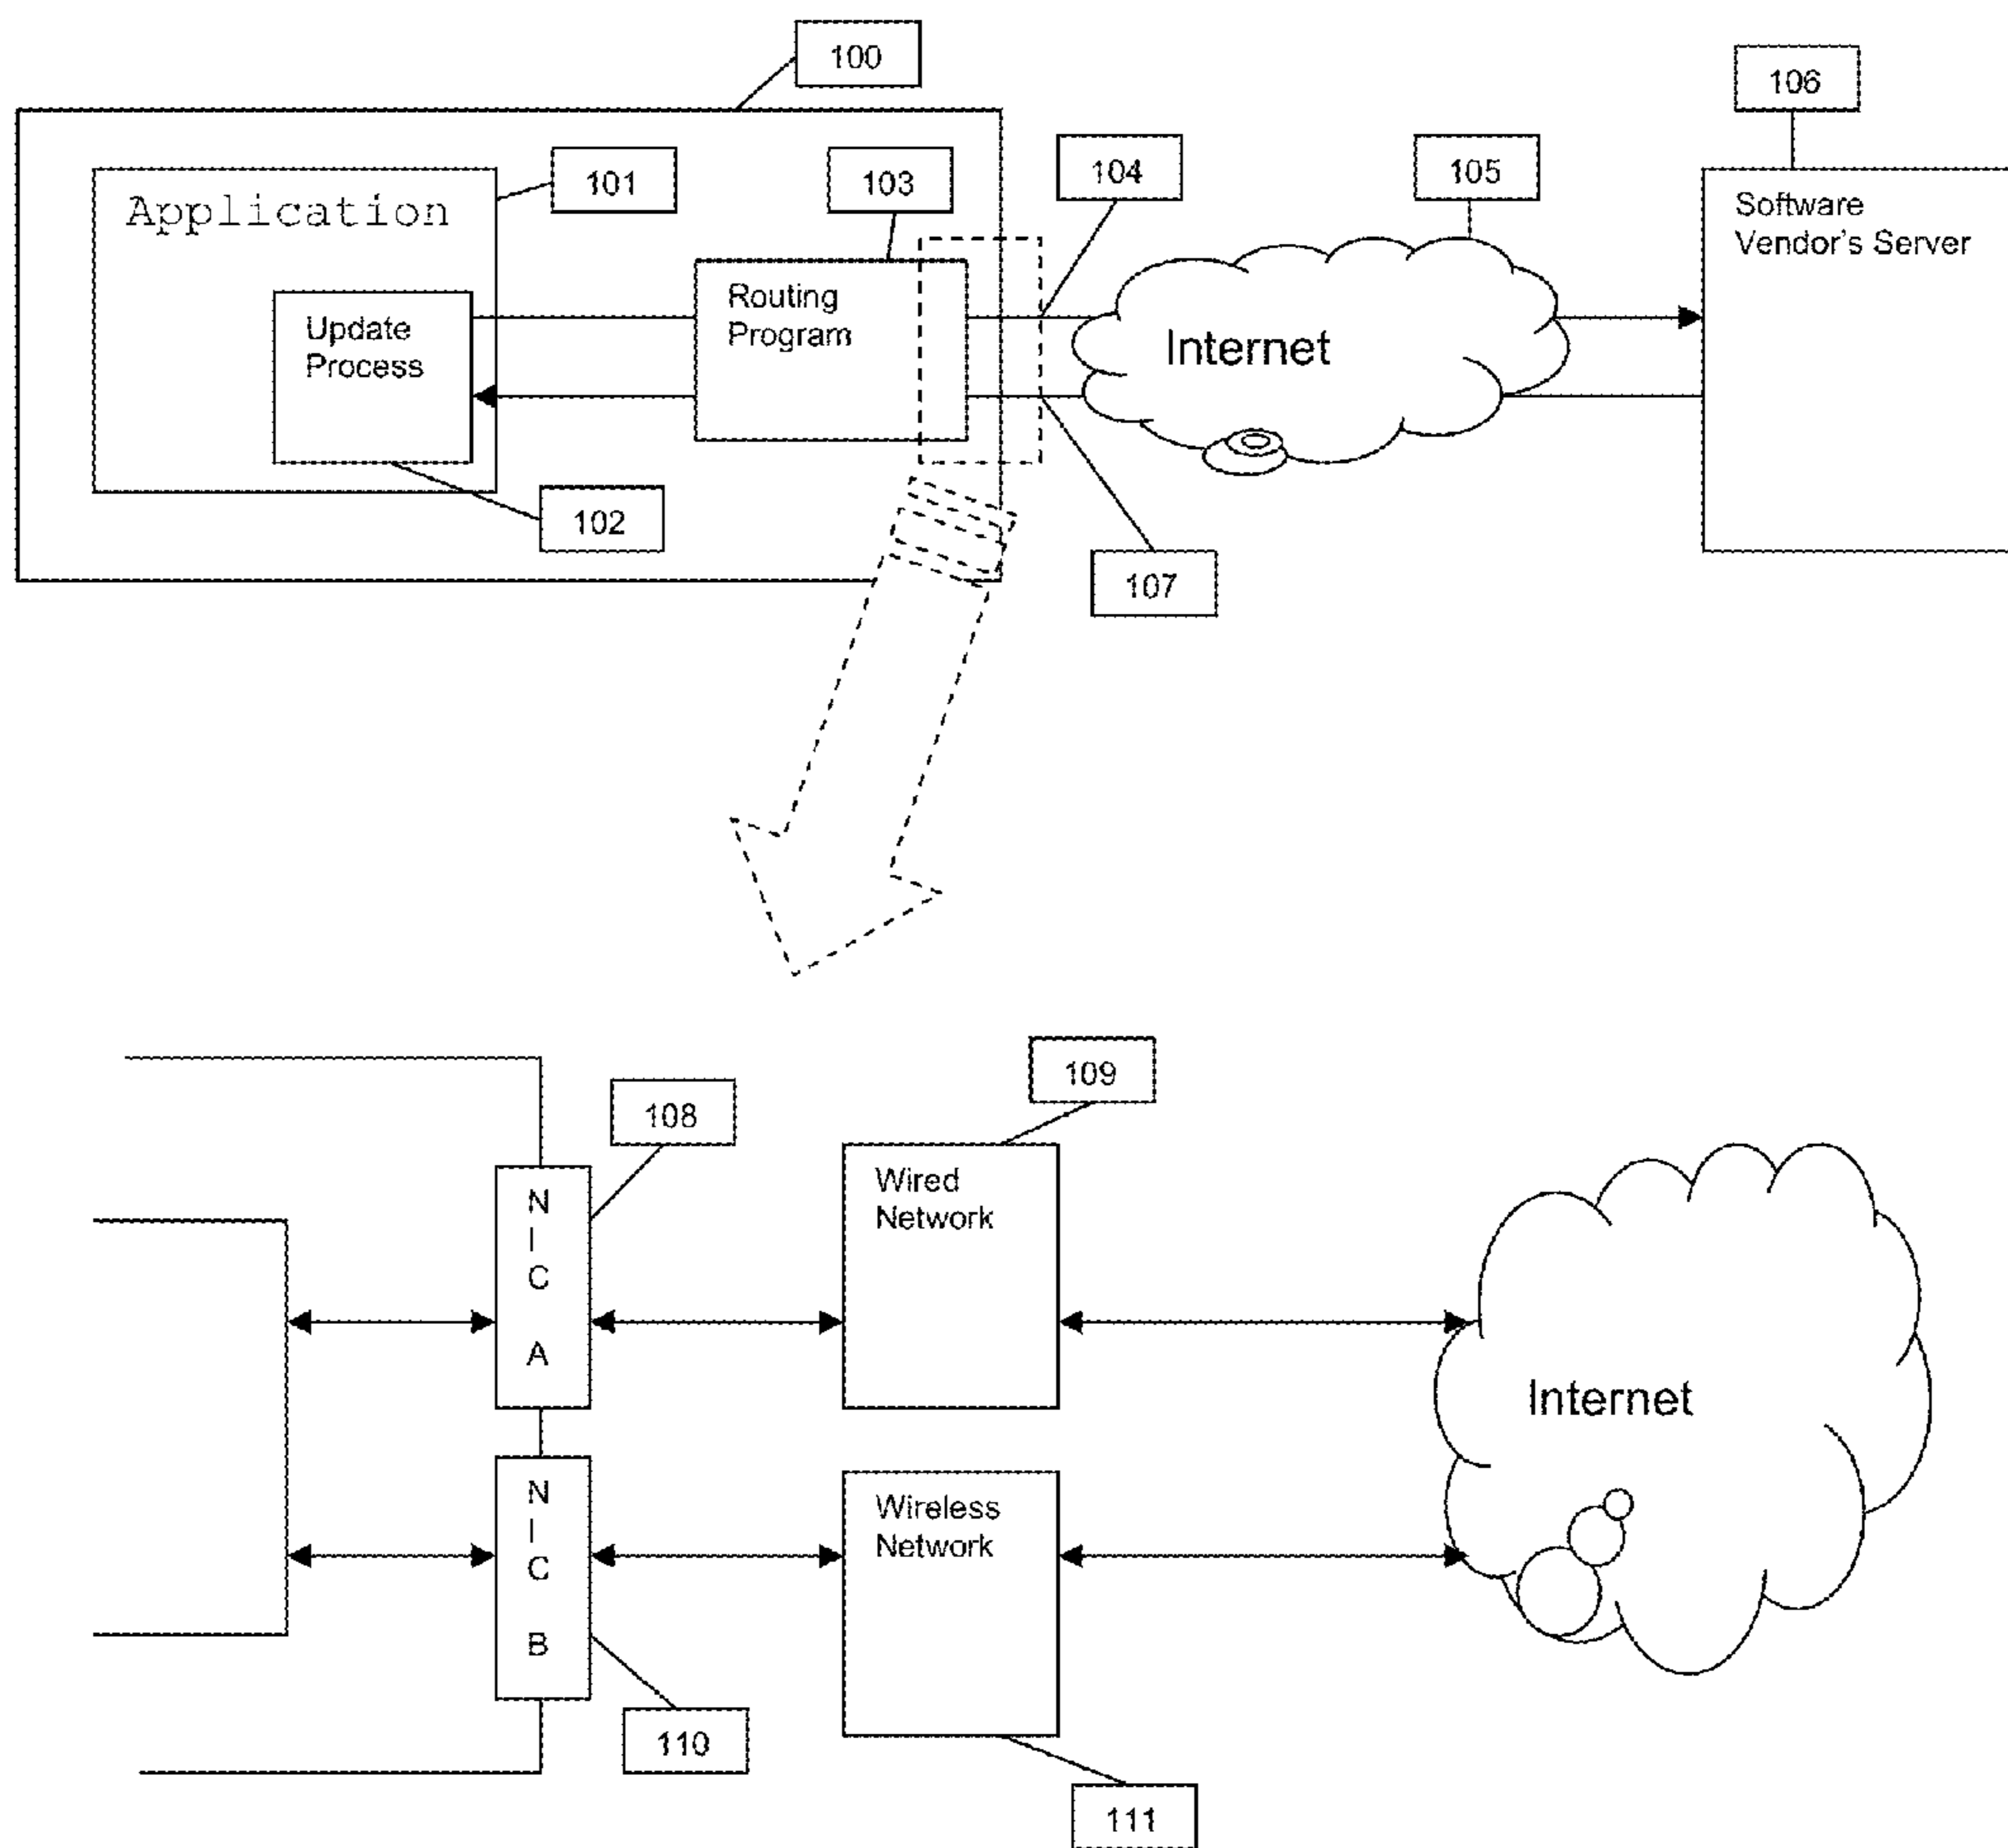 100
106
101
103
104
105
Application
Software
Vendor's Server
Routing
Program
Update
Process
Internet
102
107
109
108
N
I
C
A
Wired
Network
Internet
N
I
C
B
Wireless
Network
110
111